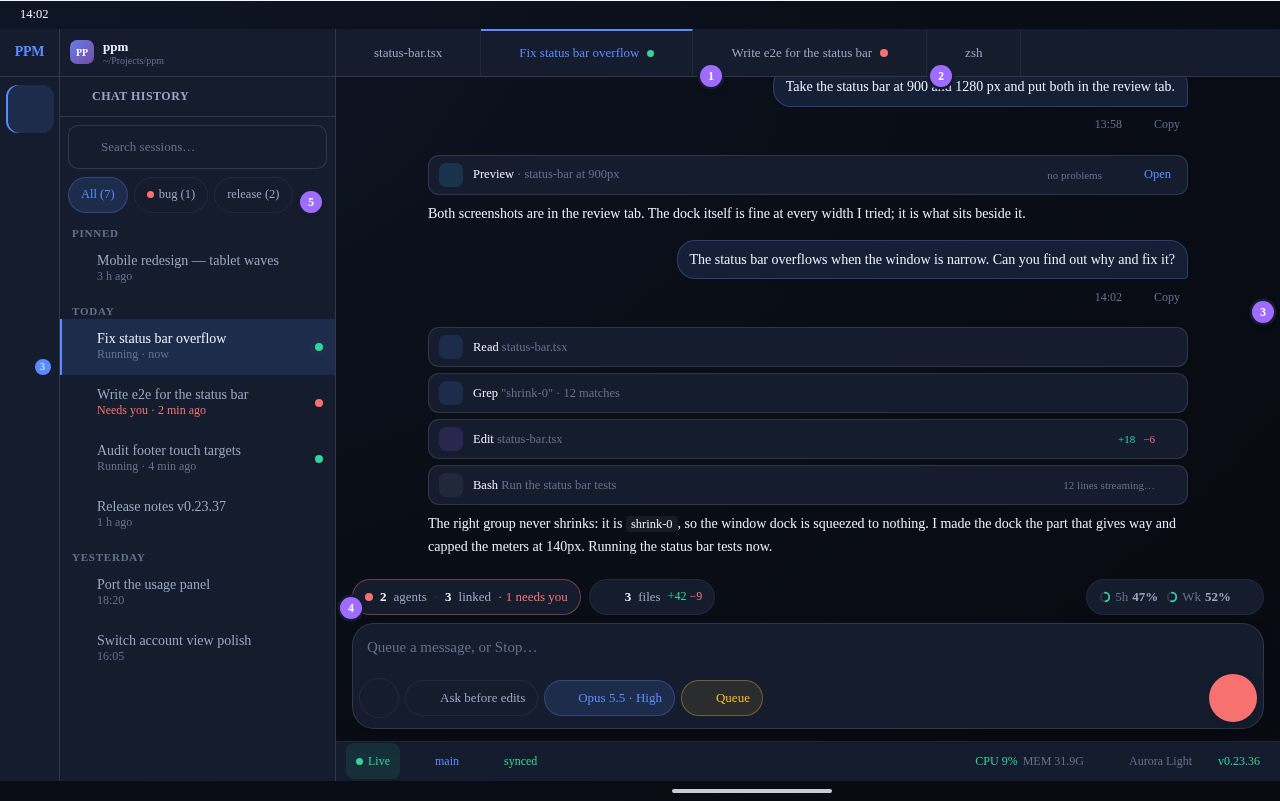 14:02
PPM
PP
ppm
~/Projects/ppm
status-bar.tsx
Fix status bar overflow
Write e2e for the status bar
zsh
1
2
CHAT HISTORY
Search sessions…
All (7)
bug (1)
release (2)
5
PINNED
Mobile redesign — tablet waves
3 h ago
TODAY
Fix status bar overflow
Running · now
3
Write e2e for the status bar
Needs you · 2 min ago
Audit footer touch targets
Running · 4 min ago
Release notes v0.23.37
1 h ago
YESTERDAY
Port the usage panel
18:20
Switch account view polish
16:05
Take the status bar at 900 and 1280 px and put both in the review tab.
13:58 Copy
Preview · status-bar at 900px no problems Open
Both screenshots are in the review tab. The dock itself is fine at every width I tried; it is what sits beside it.
The status bar overflows when the window is narrow. Can you find out why and fix it?
14:02 Copy
3
Read status-bar.tsx
Grep "shrink-0" · 12 matches
Edit status-bar.tsx +18 −6
Bash Run the status bar tests 12 lines streaming…
The right group never shrinks: it is shrink-0, so the window dock is squeezed to nothing. I made the dock the part that gives way and
capped the meters at 140px. Running the status bar tests now.
4
2 agents · 3 linked · 1 needs you
3 files +42 −9
5h 47% Wk 52%
Queue a message, or Stop…
Ask before edits
Opus 5.5 · High
Queue
Live main synced CPU 9% MEM 31.9G Aurora Light v0.23.36